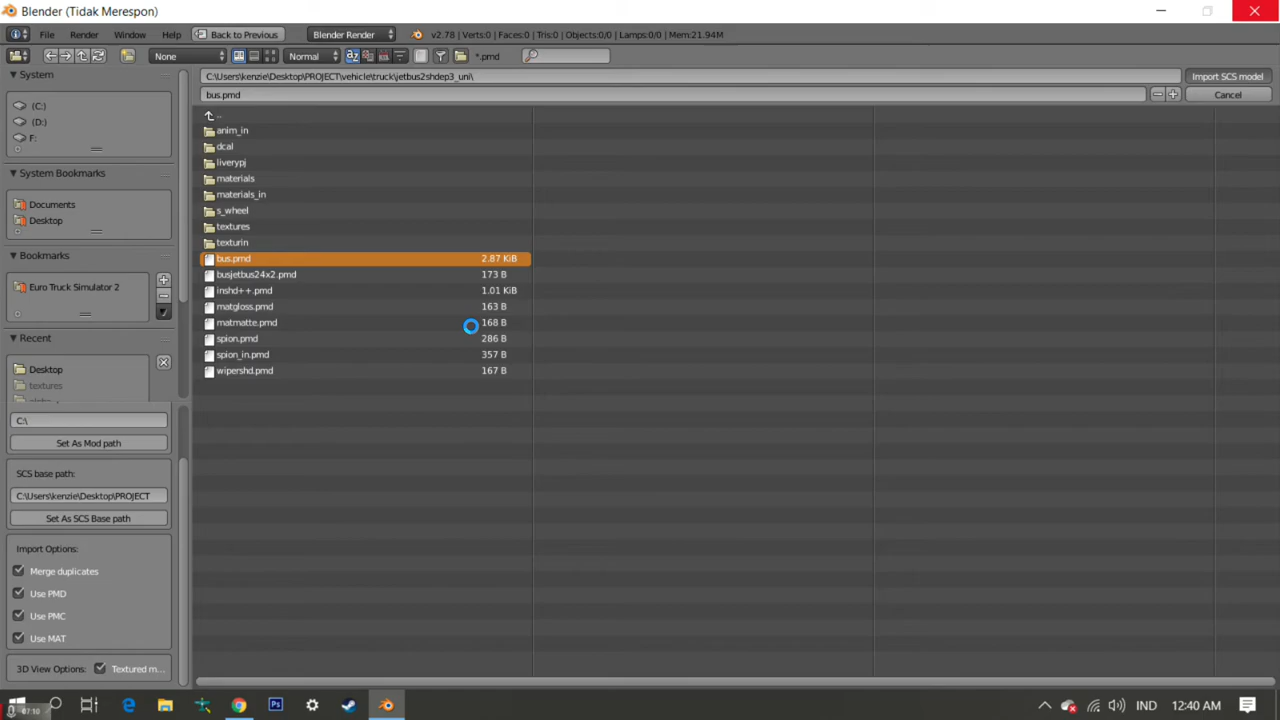 Blender (Tidak Merespon)
File Render Window Help Back to Previous Blender Render v2.78 | Verts:0 | Faces:0 | Tris:0 | Objects:0/0 | Lamps:0/0 | Mem:21.94M
None Normal *.pmd
System
C:\Users\kenzie\Desktop\PROJECT\vehicle\truck\jetbus2shdep3_uni\
Import SCS model
bus.pmd
Cancel
(C:)
(D:)
F:
System Bookmarks
Documents
Desktop
Bookmarks
Euro Truck Simulator 2
Recent
Desktop
textures
C:\
Set As Mod path
SCS base path:
C:\Users\kenzie\Desktop\PROJECT
Set As SCS Base path
Import Options:
Merge duplicates
Use PMD
Use PMC
Use MAT
3D View Options: Textured m...
..
anim_in
dcal
liverypj
materials
materials_in
s_wheel
textures
texturin
bus.pmd 2.87 KiB
busjetbus24x2.pmd 173 B
inshd++.pmd 1.01 KiB
matgloss.pmd 163 B
matmatte.pmd 168 B
spion.pmd 286 B
spion_in.pmd 357 B
wipershd.pmd 167 B
07:10
Ps
IND
12:40 AM